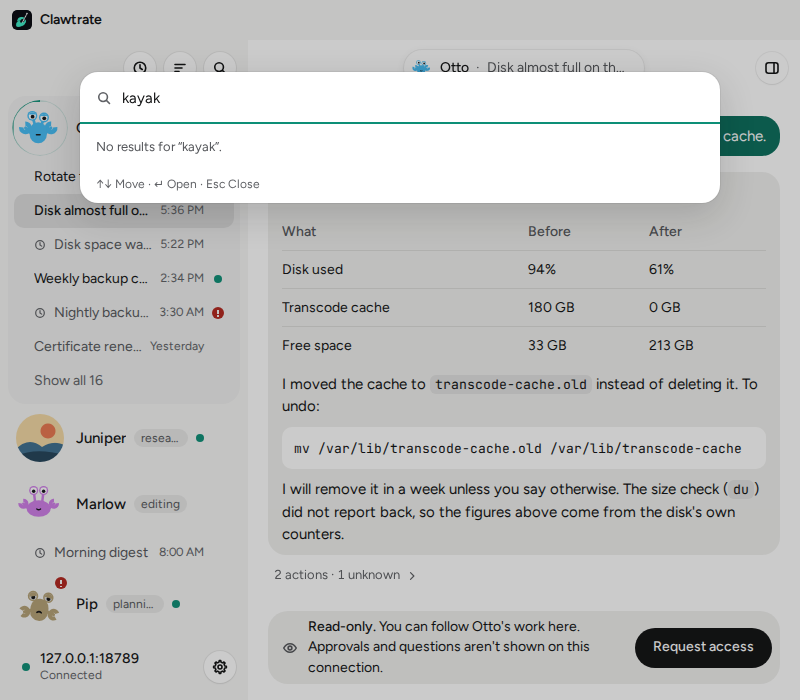 Clawtrate
Otto · Disk almost full on th...
kayak
cache.
No results for “kayak”.
↑↓ Move · ↵ Open · Esc Close
Rotate
Disk almost full o... 5:36 PM
Disk space wa... 5:22 PM
Weekly backup c... 2:34 PM
Nightly backu... 3:30 AM
Certificate rene... Yesterday
Show all 16
Juniper resea...
Marlow editing
Morning digest 8:00 AM
Pip planni...
127.0.0.1:18789
Connected
What Before After
Disk used 94% 61%
Transcode cache 180 GB 0 GB
Free space 33 GB 213 GB
I moved the cache to transcode-cache.old instead of deleting it. To
undo:
mv /var/lib/transcode-cache.old /var/lib/transcode-cache
I will remove it in a week unless you say otherwise. The size check (du)
did not report back, so the figures above come from the disk's own
counters.
2 actions · 1 unknown
Read-only. You can follow Otto's work here.
Approvals and questions aren't shown on this
connection.
Request access